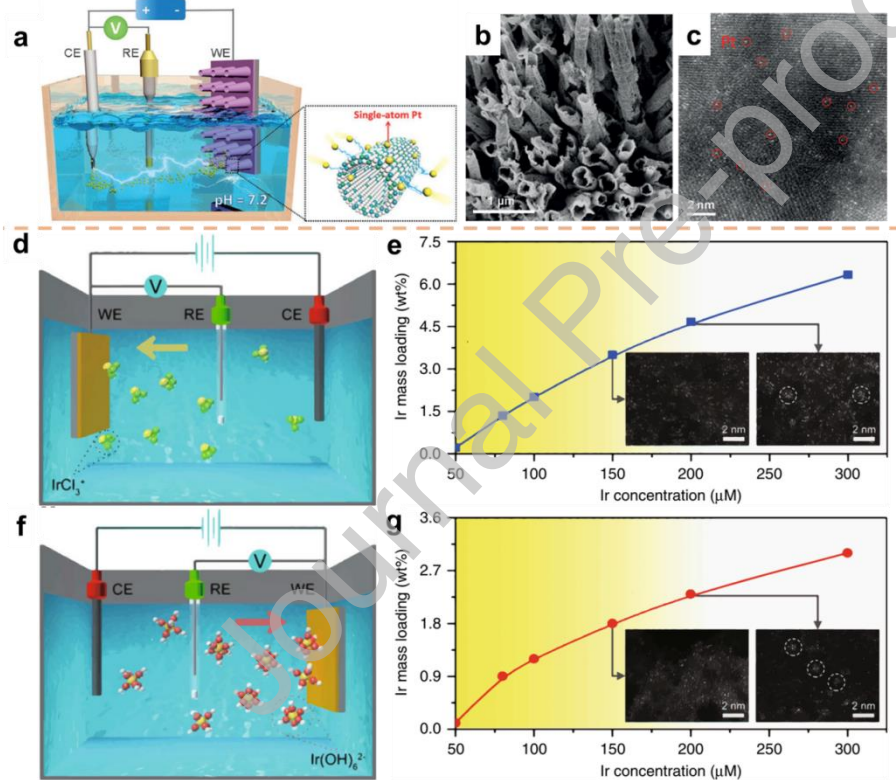 a
+ -
V
CE
RE
WE
Single-atom Pt
pH = 7.2
b
1 µm
c
Pt
2 nm
Journal Pre-proo
d
V
WE
RE
CE
IrCl₃⁺
e
Ir mass loading (wt%)
7.5
6.0
4.5
3.0
1.5
0.0
2 nm
2 nm
50
100
150
200
250
300
Ir concentration (µM)
f
V
CE
RE
WE
Ir(OH)₆²⁻
g
Ir mass loading (wt%)
3.6
2.7
1.8
0.9
0.0
2 nm
2 nm
50
100
150
200
250
300
Ir concentration (µM)